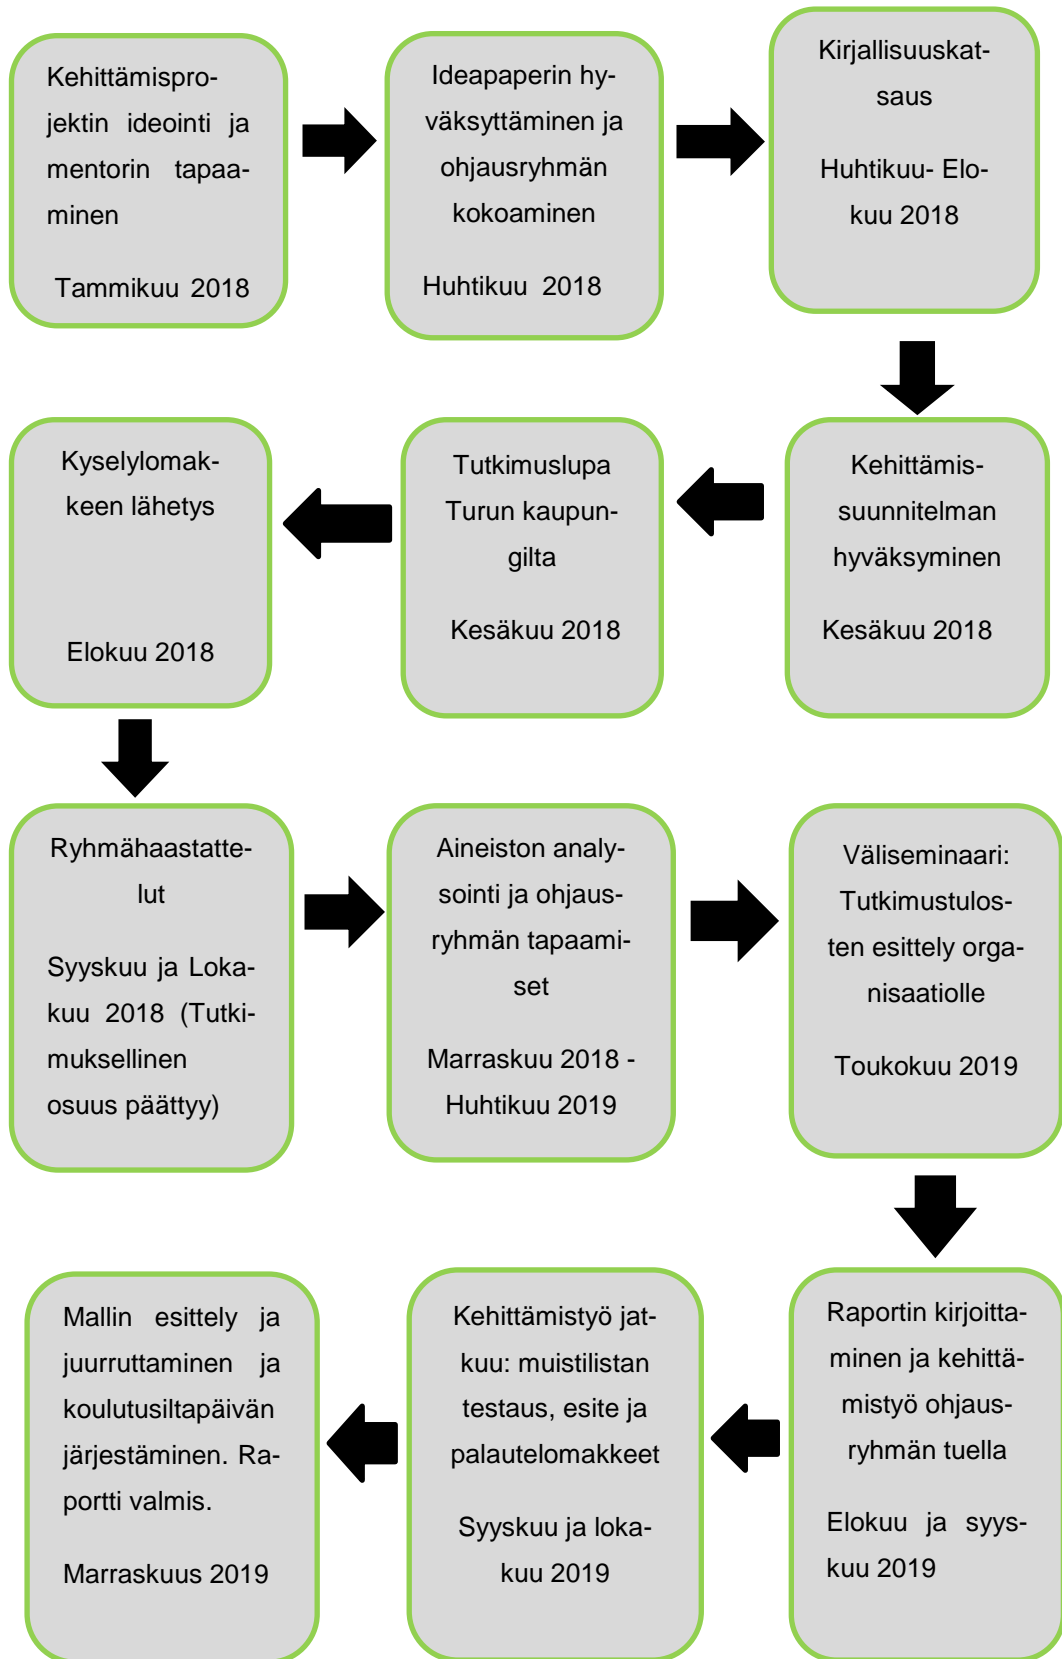 Kehittämispro-
jektin ideointi ja
mentorin tapaa-
minen
Tammikuu 2018
Ideapaperin hy-
väksyttäminen ja
ohjausryhmän
kokoaminen
Huhtikuu 2018
Kirjallisuuskat-
saus
Huhtikuu- Elo-
kuu 2018
Kehittämis-
suunnitelman
hyväksyminen
Kesäkuu 2018
Tutkimuslupa
Turun kaupun-
gilta
Kesäkuu 2018
Kyselylomak-
keen lähetys
Elokuu 2018
Ryhmähaastatte-
lut
Syyskuu ja Loka-
kuu 2018 (Tutki-
muksellinen
osuus päättyy)
Aineiston analy-
sointi ja ohjaus-
ryhmän tapaami-
set
Marraskuu 2018 -
Huhtikuu 2019
Väliseminaari:
Tutkimustulos-
ten esittely orga-
nisaatiolle
Toukokuu 2019
Raportin kirjoitta-
minen ja kehittä-
mistyö ohjaus-
ryhmän tuella
Elokuu ja syys-
kuu 2019
Kehittämistyö jat-
kuu: muistilistan
testaus, esite ja
palautelomakkeet
Syyskuu ja loka-
kuu 2019
Mallin esittely ja
juurruttaminen ja
koulutusiltapäivän
järjestäminen. Ra-
portti valmis.
Marraskuus 2019